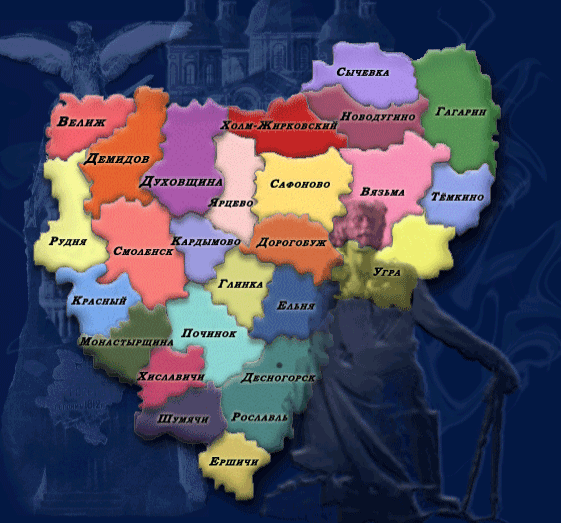 Сычевка
Гагарин
Велиж
Холм-Жирковский
Новодугино
Демидов
Духовщина
Ярцево
Сафоново
Вязьма
Тёмкино
Рудня
Смоленск
Кардымово
Дорогобуж
Угра
Глинка
Красный
Ельня
Починок
Монастырщина
Хиславичи
Десногорск
Шумячи
Рославль
Ершичи